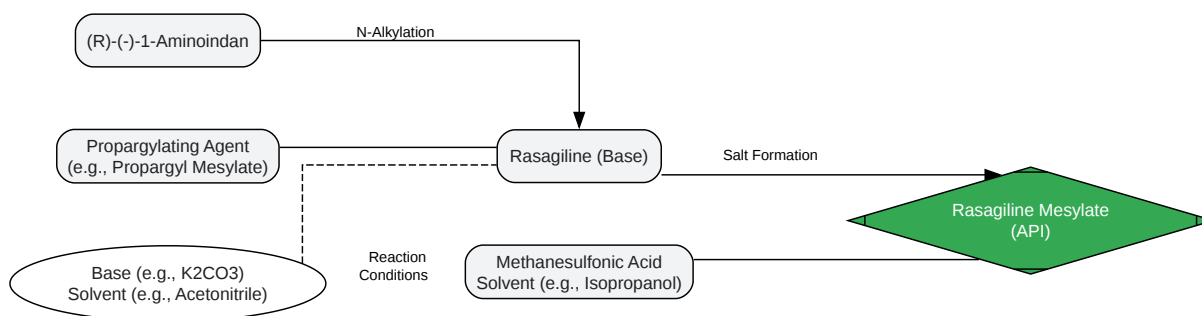 (R)-(-)-1-Aminoindan
N-Alkylation
Propargylating Agent
(e.g., Propargyl Mesylate)
Rasagiline (Base)
Salt Formation
Rasagiline Mesylate
(API)
Base (e.g., K2CO3)
Solvent (e.g., Acetonitrile)
Reaction
Conditions
Methanesulfonic Acid
Solvent (e.g., Isopropanol)